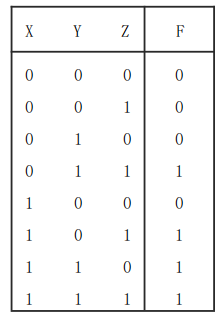 X Y Z F
0 0 0 0
0 0 1 0
0 1 0 0
0 1 1 1
1 0 0 0
1 0 1 1
1 1 0 1
1 1 1 1